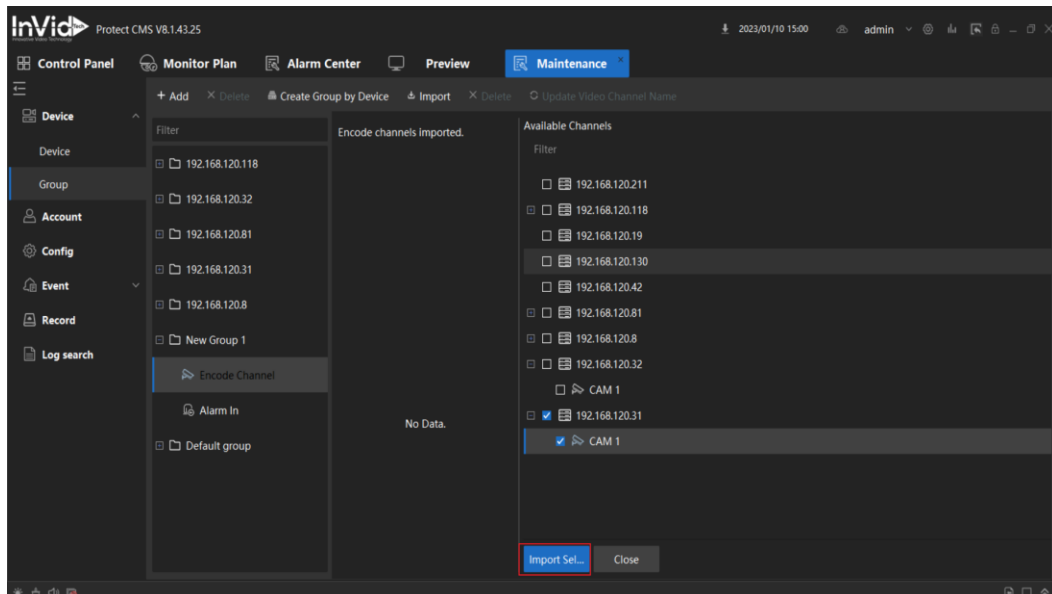 InVid Tech
Innovative Video Technology
Protect CMS V8.1.43.25
2023/01/10 15:00
admin
Control Panel
Monitor Plan
Alarm Center
Preview
Maintenance
+ Add
Delete
Create Group by Device
Import
Delete
Update Video Channel Name
Device
Device
Group
Account
Config
Event
Record
Log search
Filter
192.168.120.118
192.168.120.32
192.168.120.81
192.168.120.31
192.168.120.8
New Group 1
Encode Channel
Alarm In
Default group
Encode channels imported.
No Data.
Available Channels
Filter
192.168.120.211
192.168.120.118
192.168.120.19
192.168.120.130
192.168.120.42
192.168.120.81
192.168.120.8
192.168.120.32
CAM 1
192.168.120.31
CAM 1
Import Sel...
Close